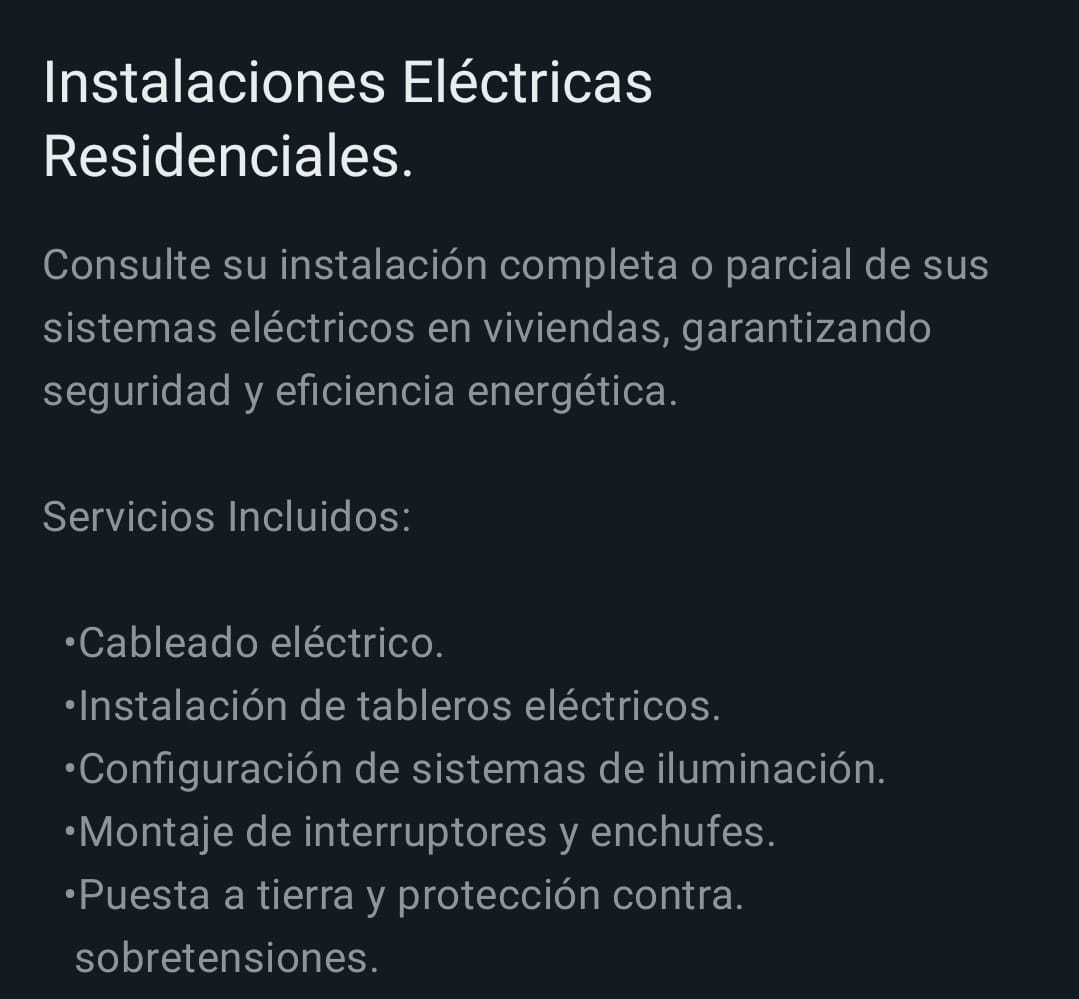 Instalaciones Eléctricas
Residenciales.
Consulte su instalación completa o parcial de sus
sistemas eléctricos en viviendas, garantizando
seguridad y eficiencia energética.
Servicios Incluidos:
•Cableado eléctrico.
•Instalación de tableros eléctricos.
•Configuración de sistemas de iluminación.
•Montaje de interruptores y enchufes.
•Puesta a tierra y protección contra.
sobretensiones.